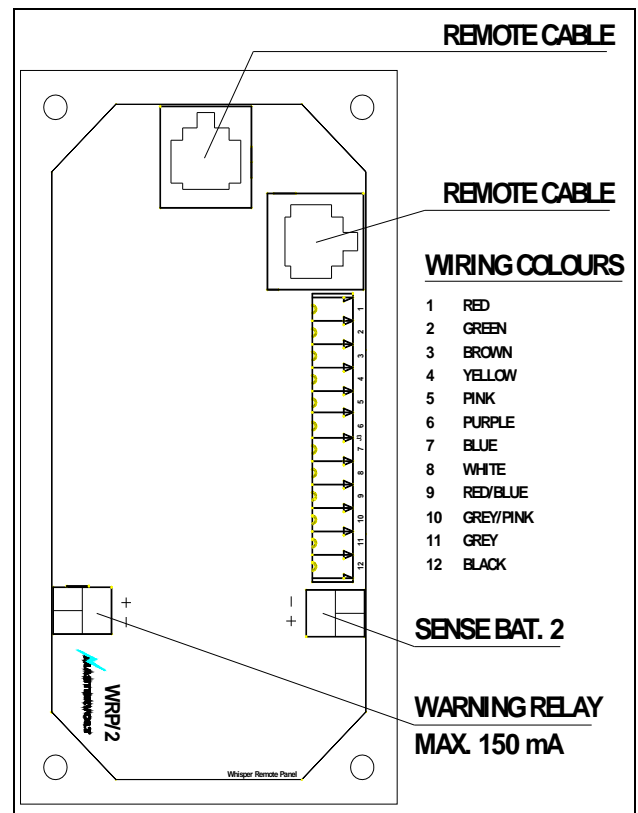 REMOTE CABLE
REMOTE CABLE
WIRING COLOURS
1 RED
2 GREEN
3 BROWN
4 YELLOW
5 PINK
6 PURPLE
7 BLUE
8 WHITE
9 RED/BLUE
10 GREY/PINK
11 GREY
12 BLACK
1
2
3
4
5
6
J3
7
8
9
10
11
12
+
-
-
+
SENSE BAT. 2
WRP/2
WARNING RELAY
MAX. 150 mA
Whisper Remote Panel